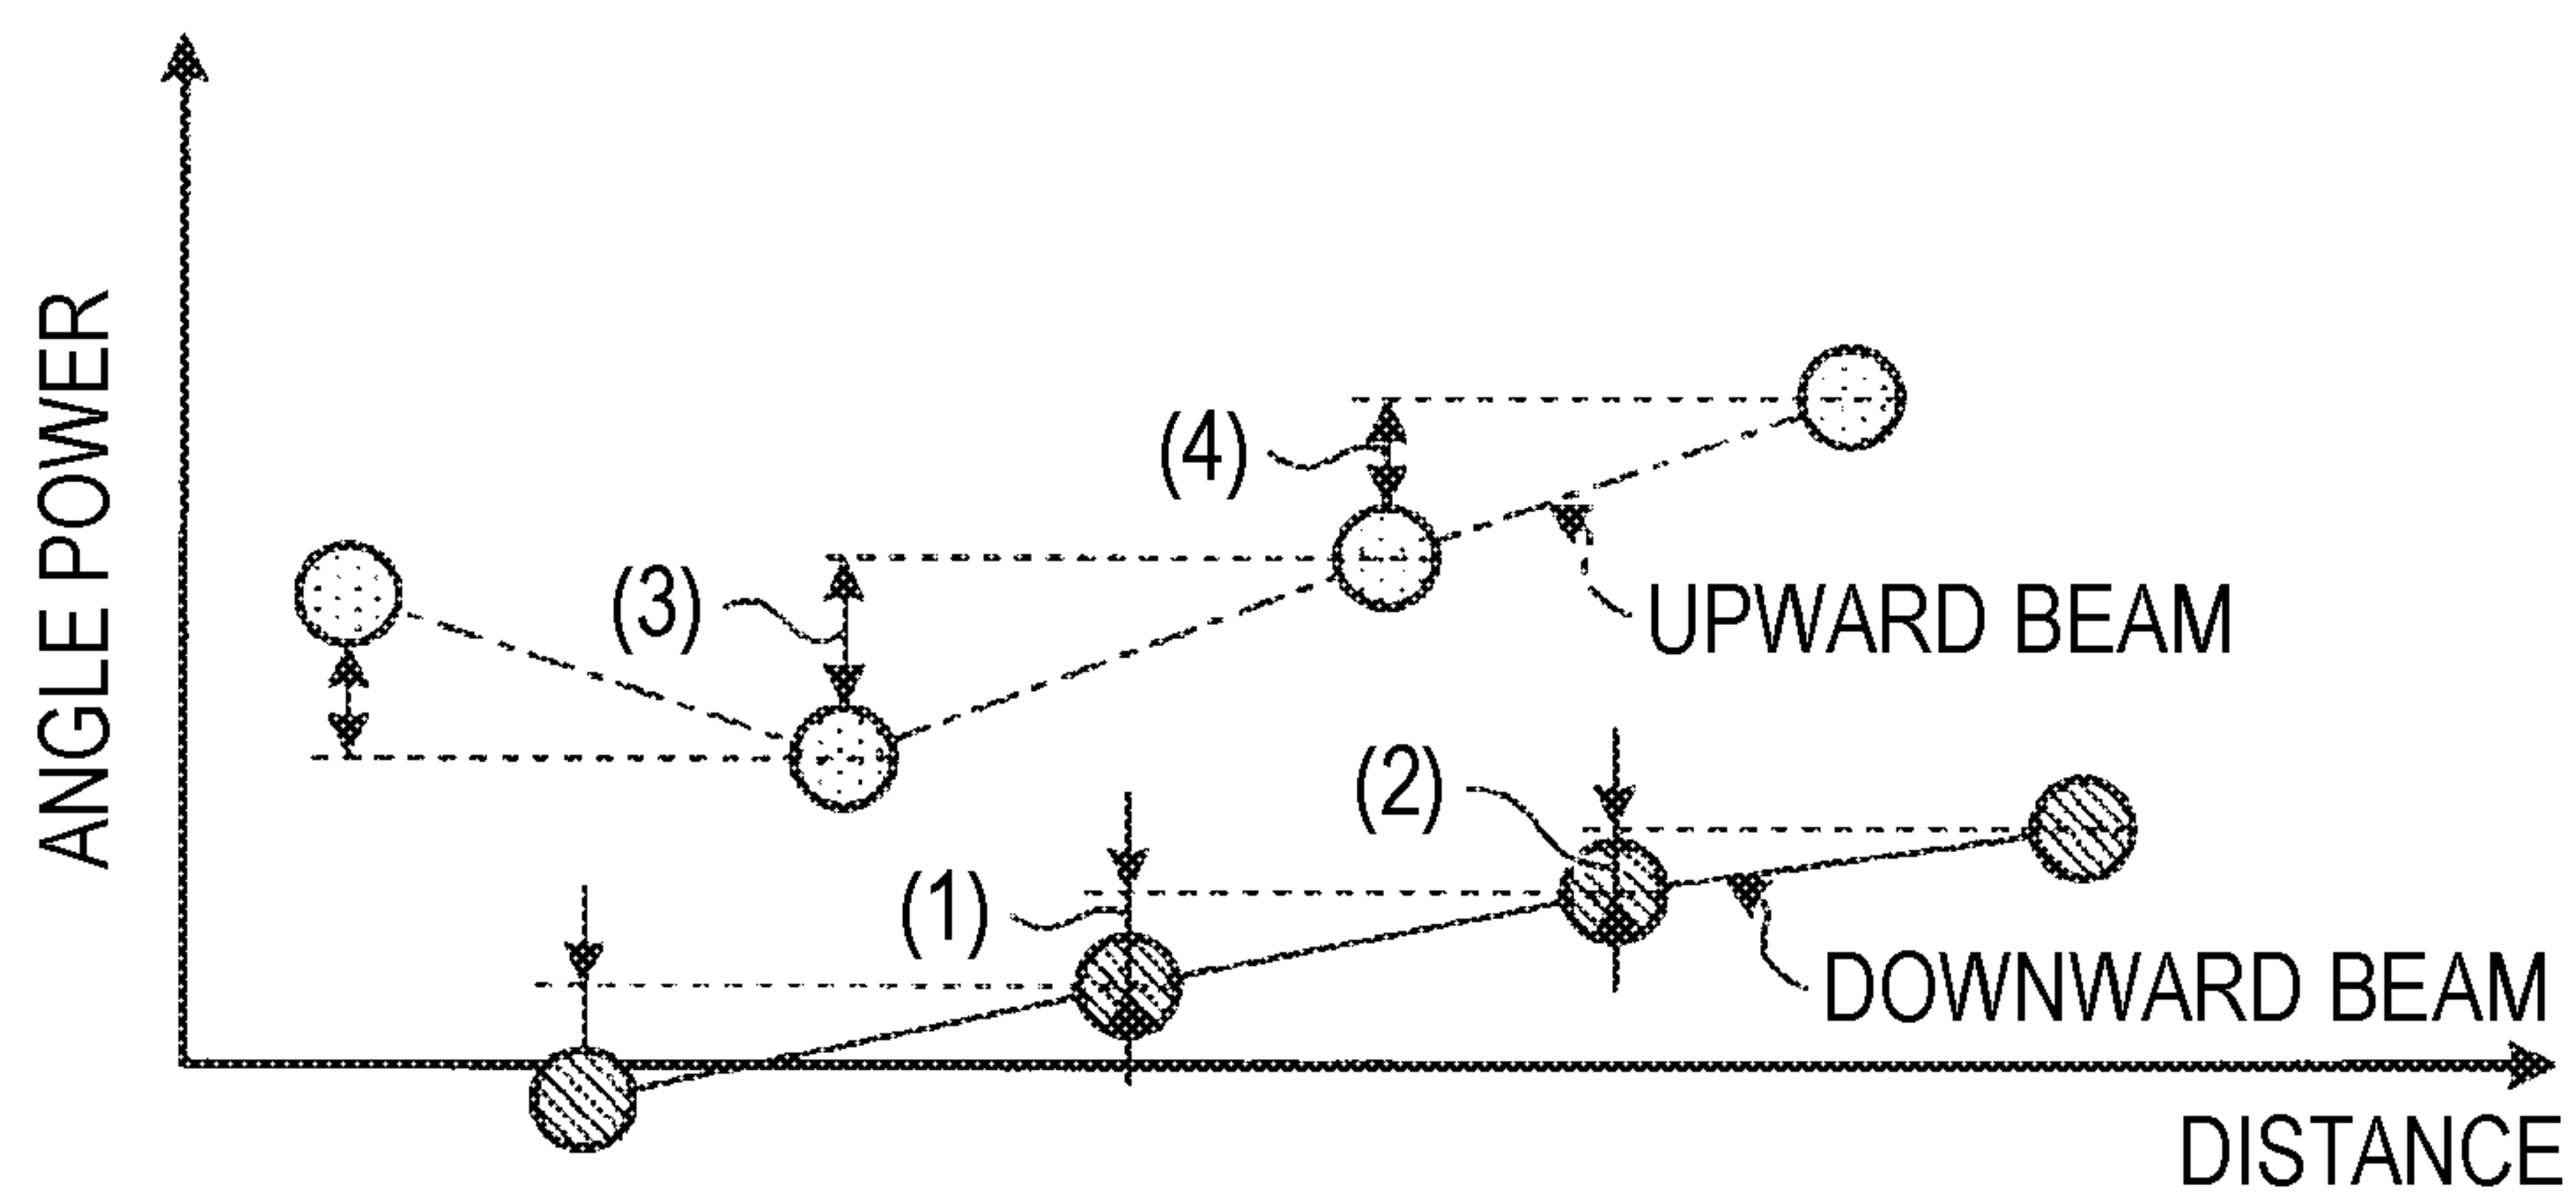 ANGLE POWER
(4)
(3)
UPWARD BEAM
(2)
(1)
DOWNWARD BEAM
DISTANCE